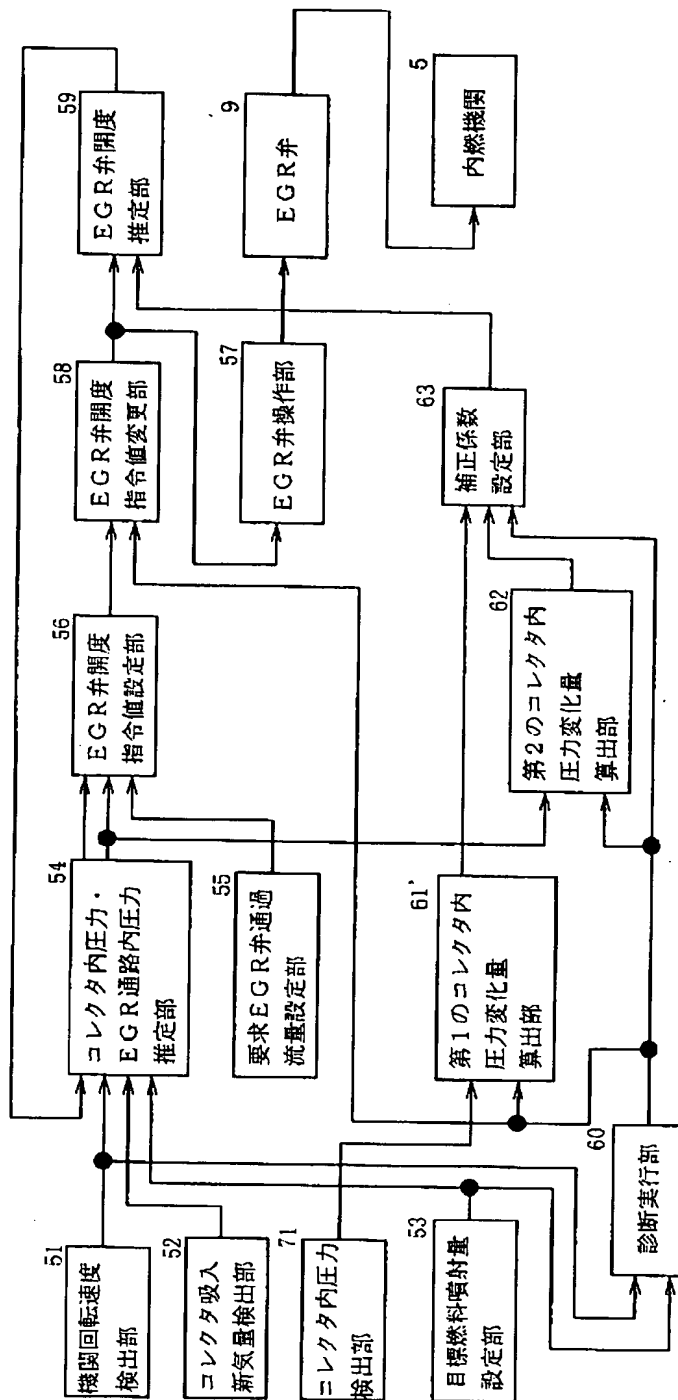 51
機関回転速度
検出部
52
コレクタ吸入
新気量検出部
71
コレクタ内圧力
検出部
53
目標燃料噴射量
設定部
54
コレクタ内圧力・
EGR通路内圧力
推定部
55
要求EGR弁通過
流量設定部
61'
第1のコレクタ内
圧力変化量
算出部
60
診断実行部
56
EGR弁開度
指令値設定部
62
第2のコレクタ内
圧力変化量
算出部
58
EGR弁開度
指令値変更部
57
EGR弁操作部
63
補正係数
設定部
59
EGR弁開度
推定部
9
EGR弁
5
内燃機関